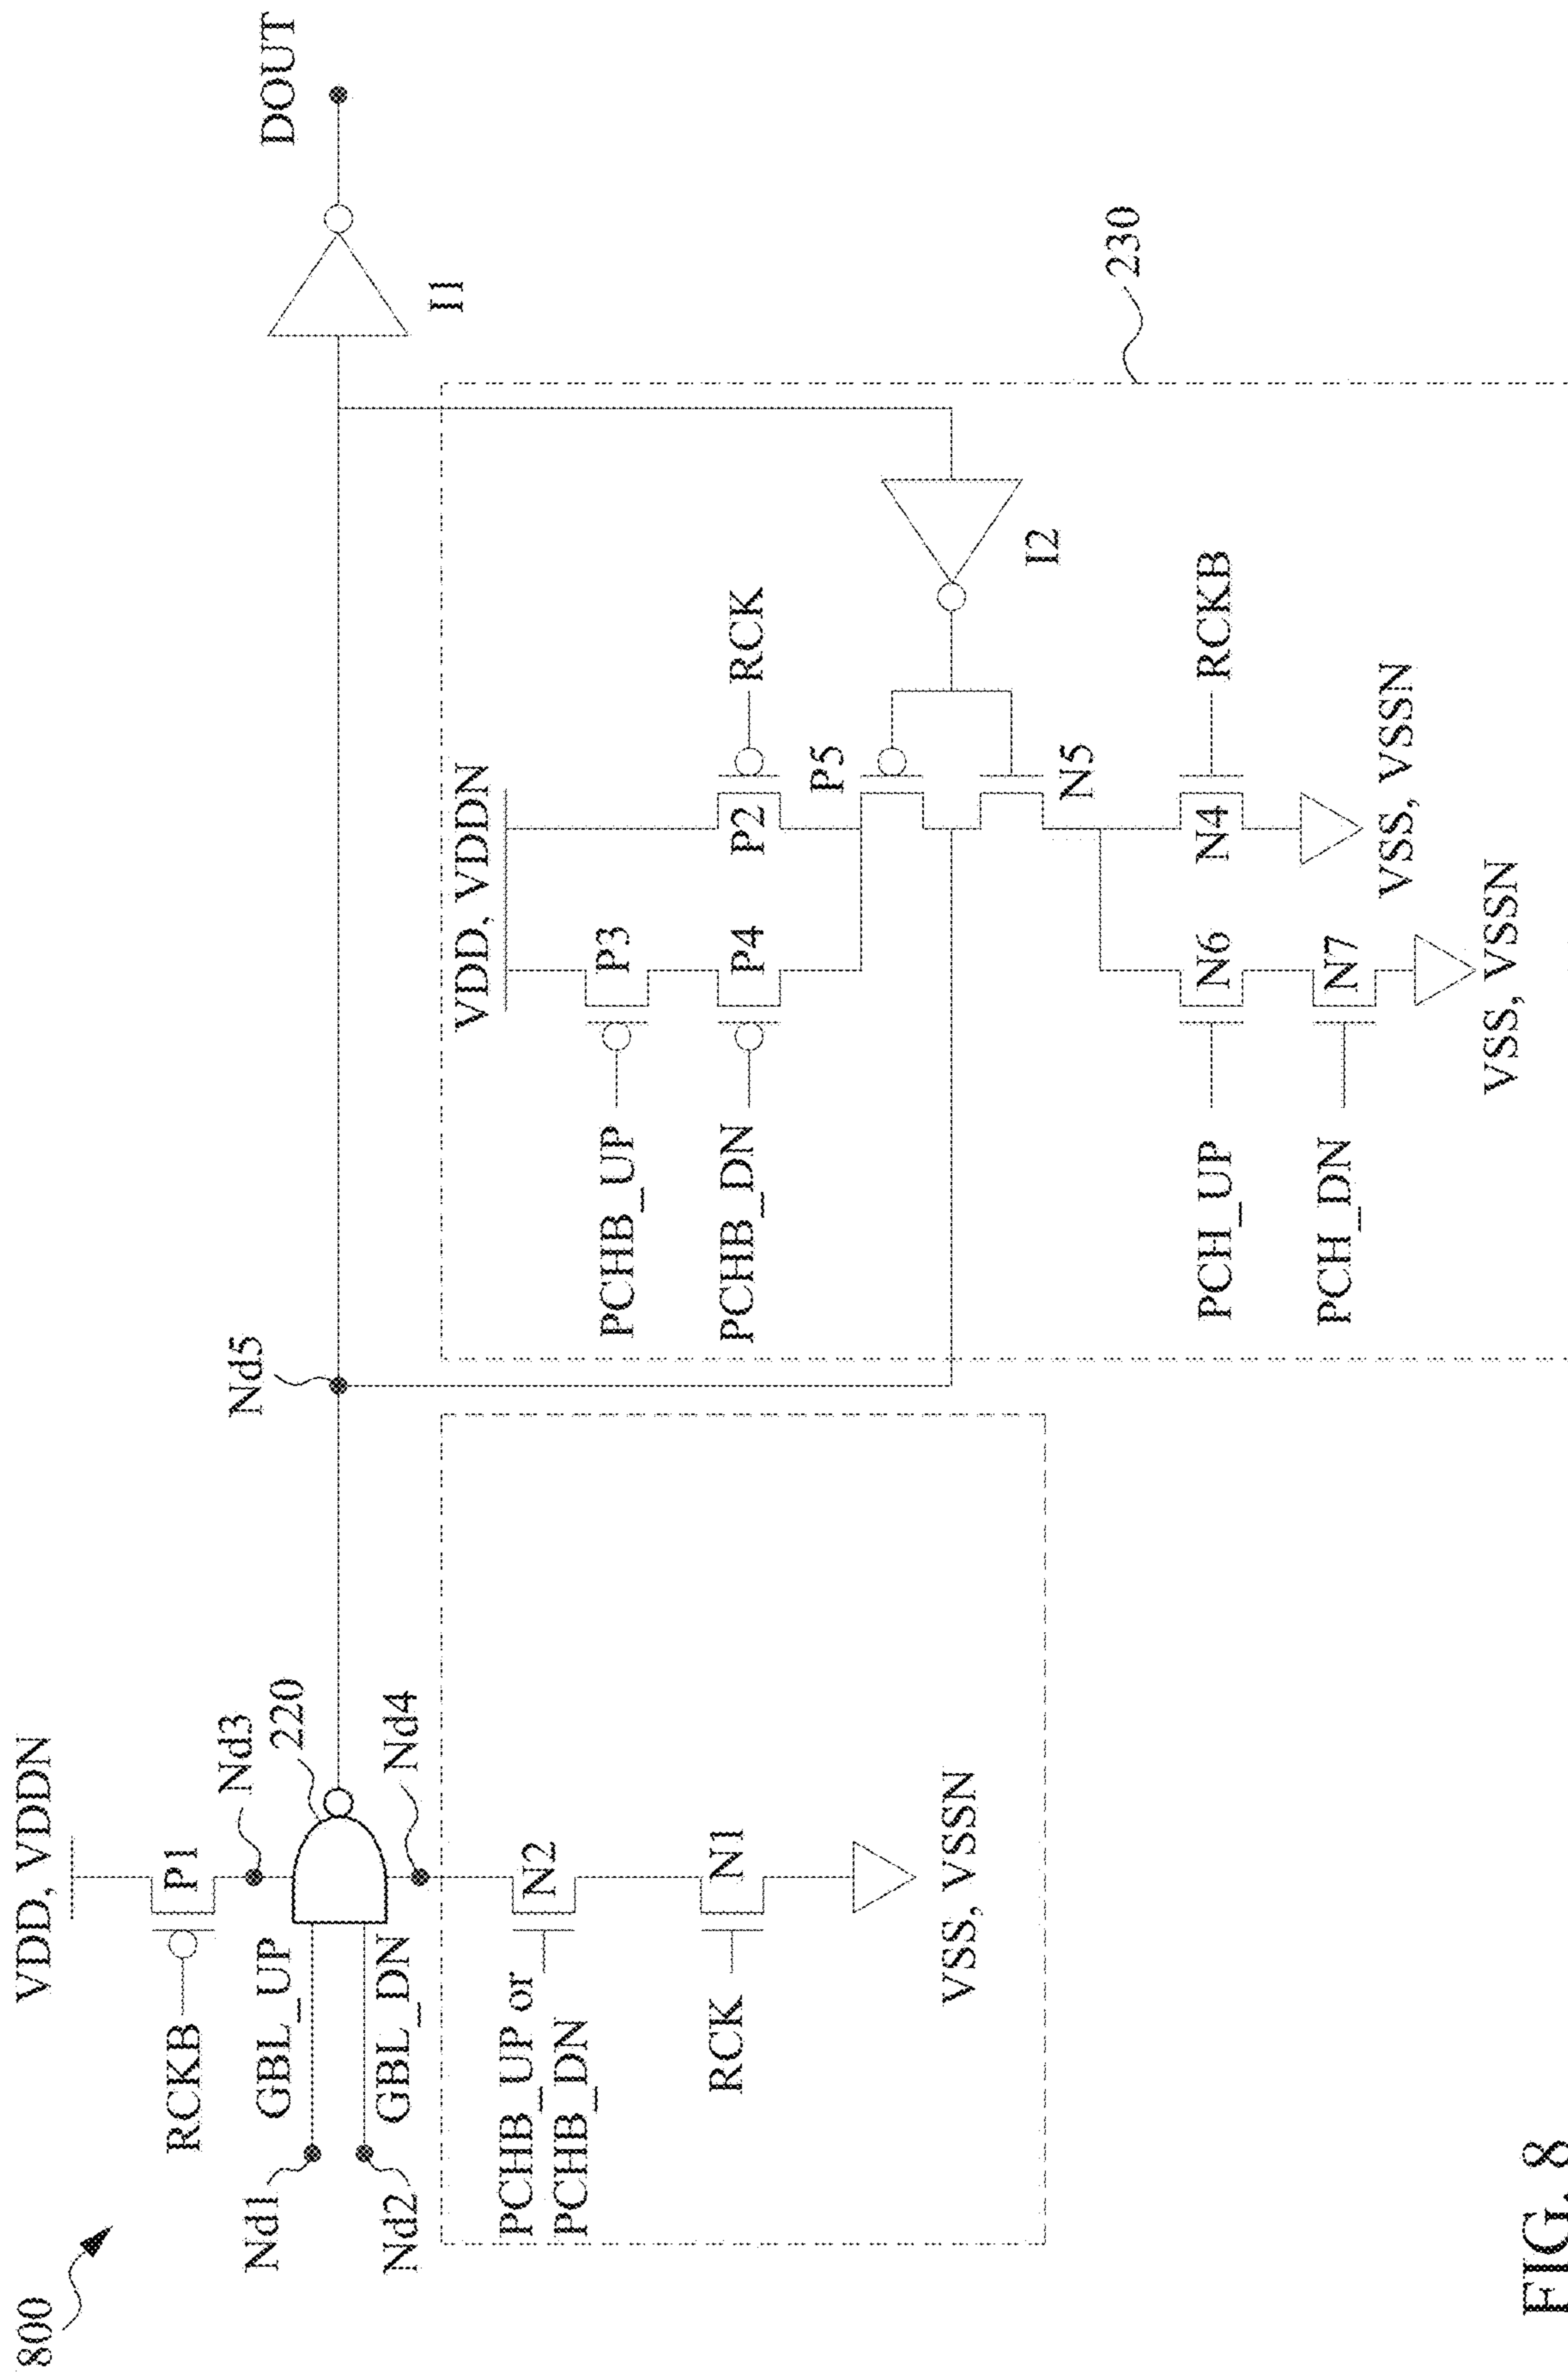 800
VDD, VDDN
RCKB
P1
Nd3
220
GBL_UP
GBL_DN
Nd1
Nd2
Nd4
Nd5
I1
DOUT
PCHB_UP or
PCHB_DN
N2
RCK
N1
VSS, VSSN
VDD, VDDN
PCHB_UP
P3
PCHB_DN
P4
P2
RCK
P5
N5
I2
230
PCH_UP
N6
N4
RCKB
PCH_DN
N7
VSS, VSSN
VSS, VSSN
FIG. 8